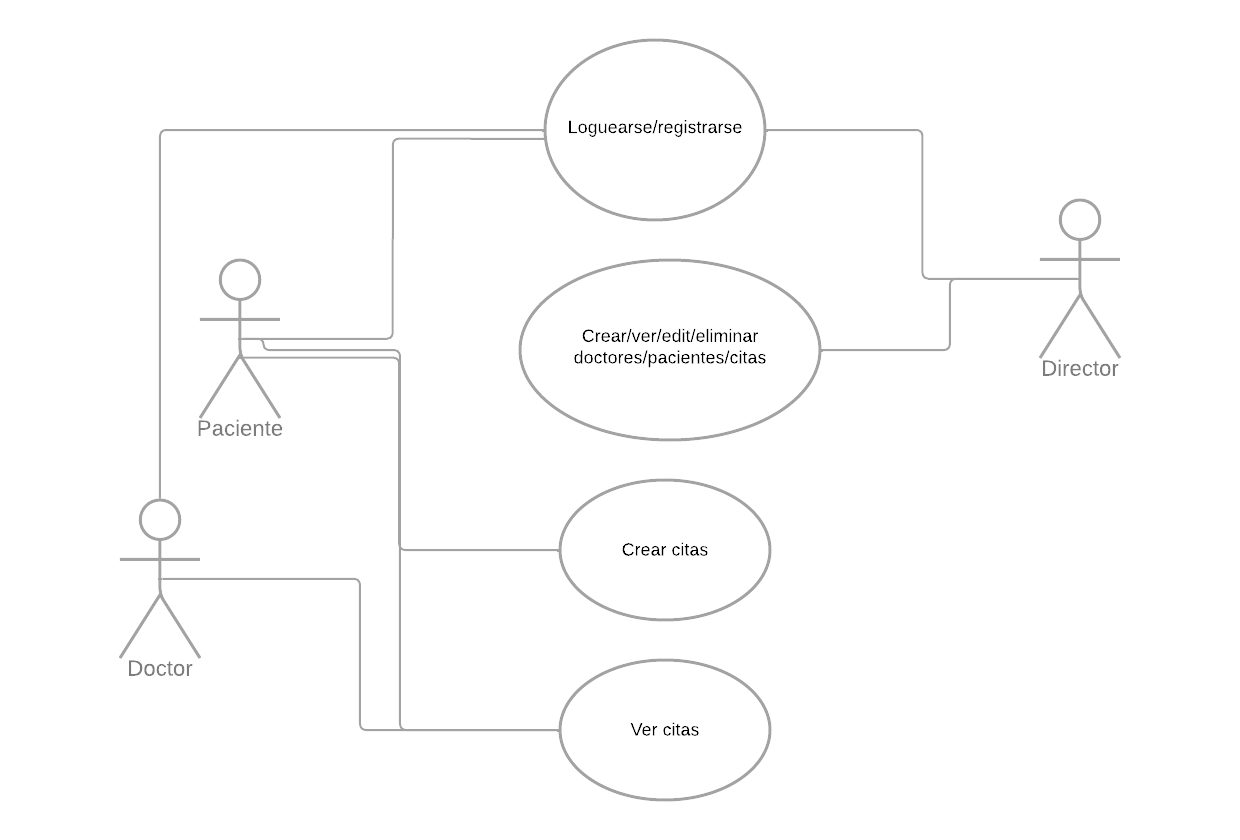 Loguearse/registrarse
Crear/ver/edit/eliminar
doctores/pacientes/citas
Director
Paciente
Crear citas
Doctor
Ver citas